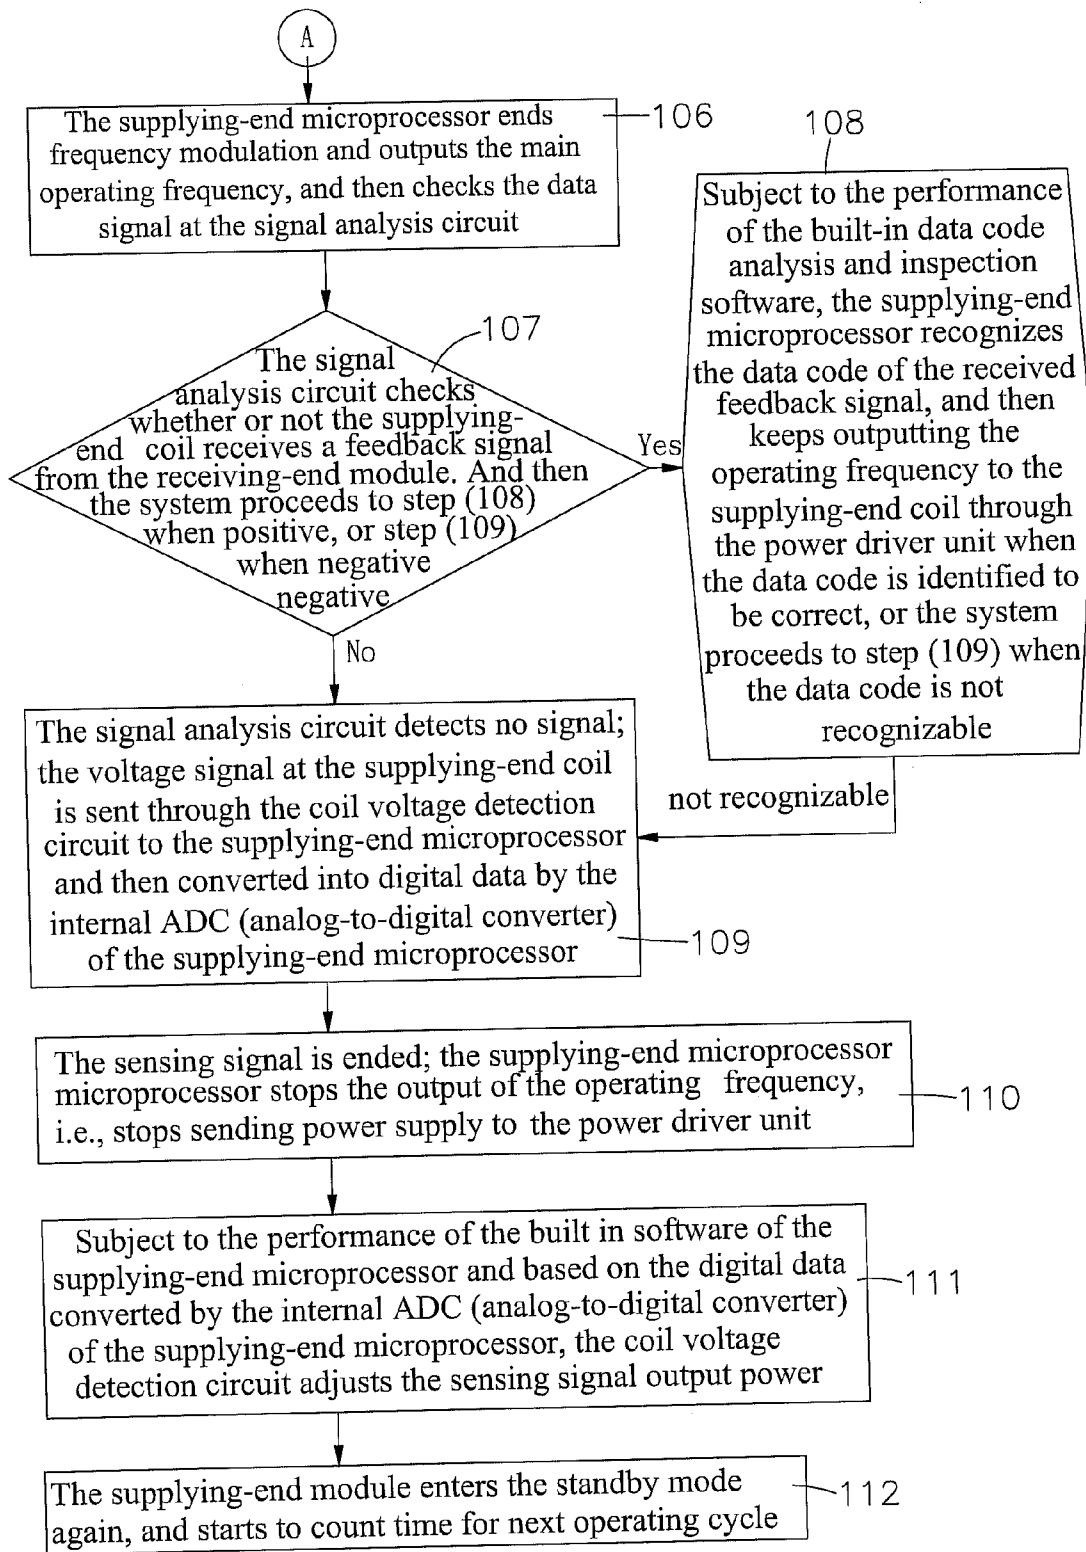 A
The supplying-end microprocessor ends
frequency modulation and outputs the main
operating frequency, and then checks the data
signal at the signal analysis circuit
106
108
Subject to the performance
of the built-in data code
analysis and inspection
software, the supplying-end
microprocessor recognizes
the data code of the received
feedback signal, and then
keeps outputting the
operating frequency to the
supplying-end coil through
the power driver unit when
the data code is identified to
be correct, or the system
proceeds to step (109) when
the data code is not
recognizable
107
The signal
analysis circuit checks
whether or not the supplying-
end coil receives a feedback signal
from the receiving-end module. And then
the system proceeds to step (108)
when positive, or step (109)
when negative
negative
Yes
No
not recognizable
The signal analysis circuit detects no signal;
the voltage signal at the supplying-end coil
is sent through the coil voltage detection
circuit to the supplying-end microprocessor
and then converted into digital data by the
internal ADC (analog-to-digital converter)
of the supplying-end microprocessor
109
The sensing signal is ended; the supplying-end microprocessor
microprocessor stops the output of the operating frequency,
i.e., stops sending power supply to the power driver unit
110
Subject to the performance of the built in software of the
supplying-end microprocessor and based on the digital data
converted by the internal ADC (analog-to-digital converter)
of the supplying-end microprocessor, the coil voltage
detection circuit adjusts the sensing signal output power
111
The supplying-end module enters the standby mode
again, and starts to count time for next operating cycle
112